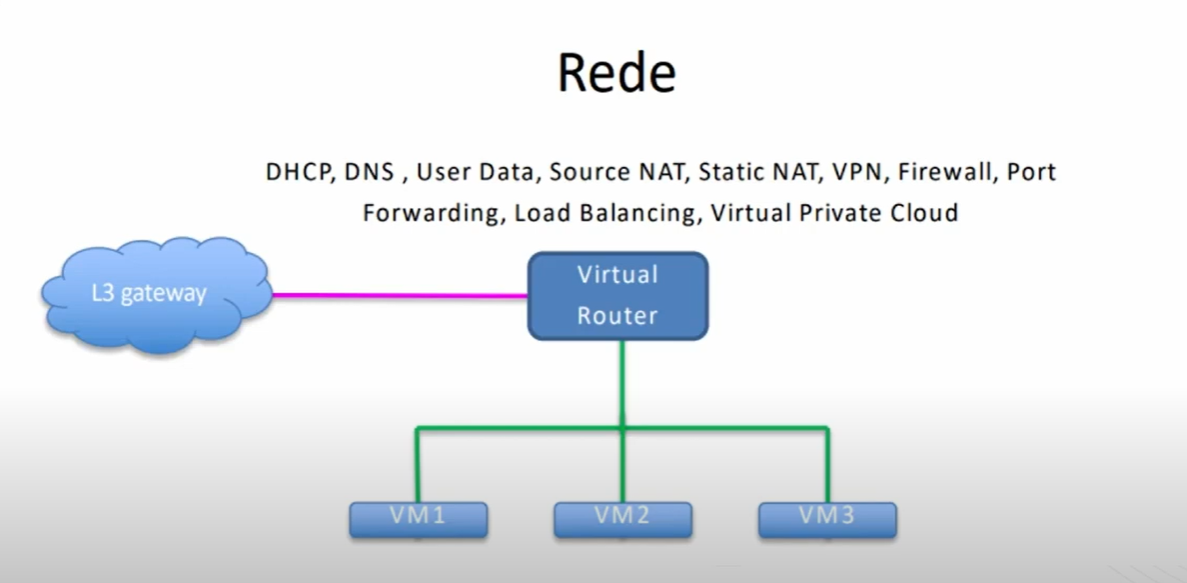 Rede
DHCP, DNS , User Data, Source NAT, Static NAT, VPN, Firewall, Port
Forwarding, Load Balancing, Virtual Private Cloud
L3 gateway
Virtual
Router
VM1
VM2
VM3